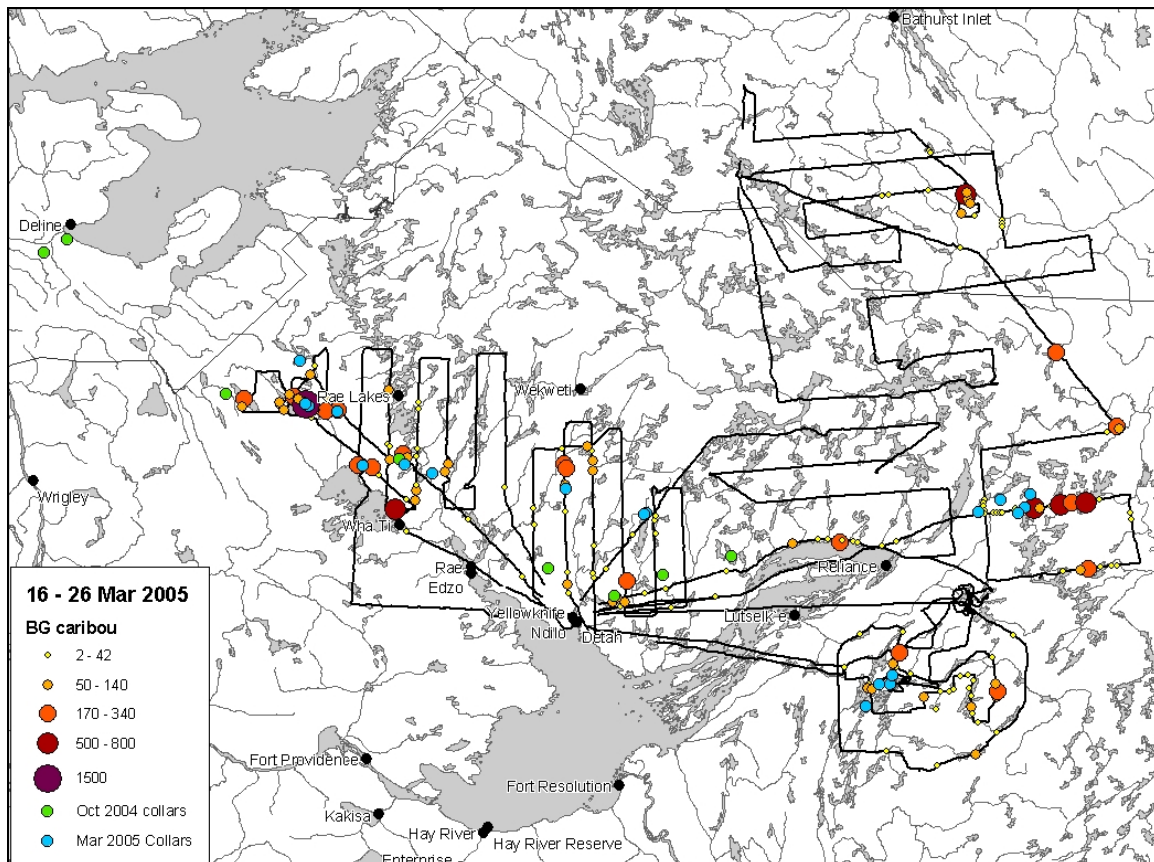 Bathurst Inlet
Deline
Rae Lakes
Wekweti
Wrigley
Wha Ti
Rae
Edzo
Reliance
Yellowknife
Ndilo
Detah
Lutselk'e
Fort Providence
Fort Resolution
Kakisa
Hay River
Hay River Reserve
Enterprise
16 - 26 Mar 2005
BG caribou
2 - 42
50 - 140
170 - 340
500 - 800
1500
Oct 2004 collars
Mar 2005 Collars